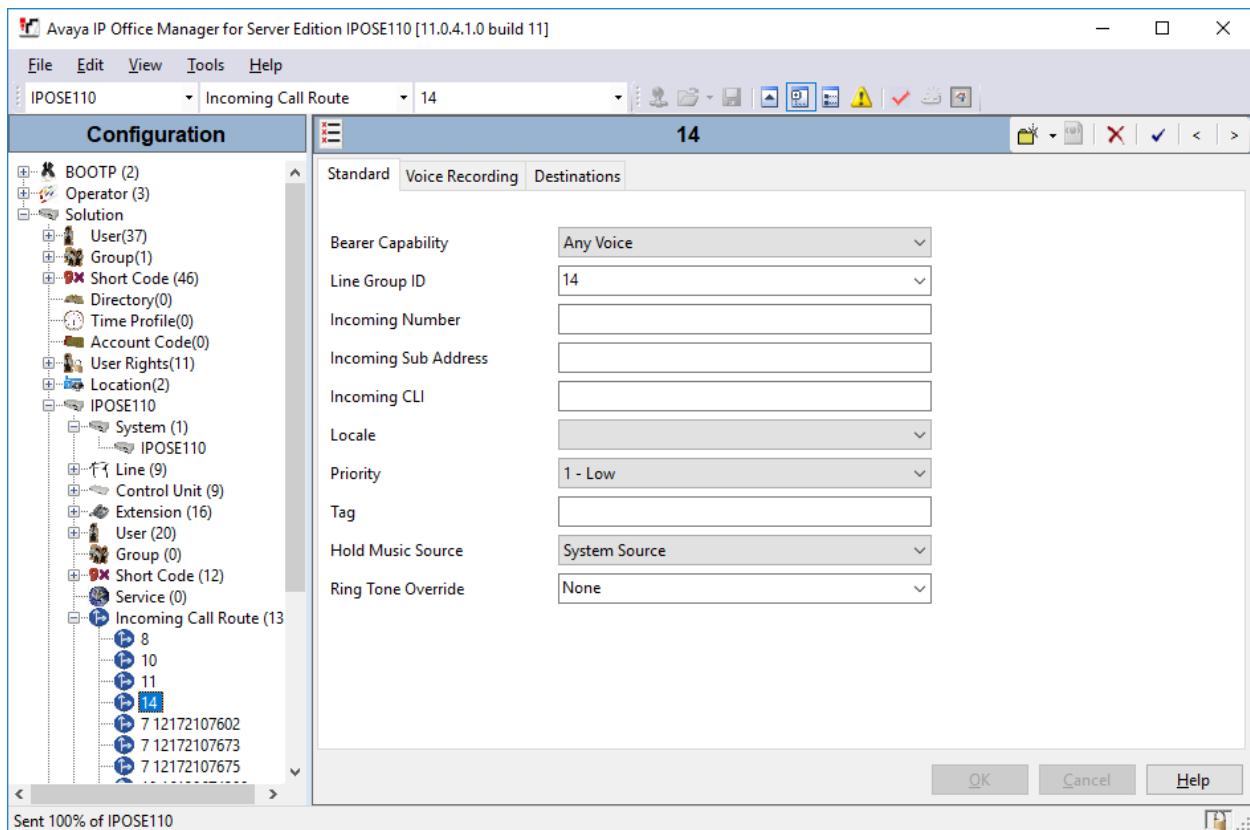 Avaya IP Office Manager for Server Edition IPOSE110 [11.0.4.1.0 build 11]
File Edit View Tools Help
IPOSE110 Incoming Call Route 14
Configuration
BOOTP (2)
Operator (3)
Solution
User(37)
Group(1)
Short Code (46)
Directory(0)
Time Profile(0)
Account Code(0)
User Rights(11)
Location(2)
IPOSE110
System (1)
IPOSE110
Line (9)
Control Unit (9)
Extension (16)
User (20)
Group (0)
Short Code (12)
Service (0)
Incoming Call Route (13
8
10
11
14
7 12172107602
7 12172107673
7 12172107675
14
Standard Voice Recording Destinations
Bearer Capability Any Voice
Line Group ID 14
Incoming Number
Incoming Sub Address
Incoming CLI
Locale
Priority 1 - Low
Tag
Hold Music Source System Source
Ring Tone Override None
OK Cancel Help
Sent 100% of IPOSE110